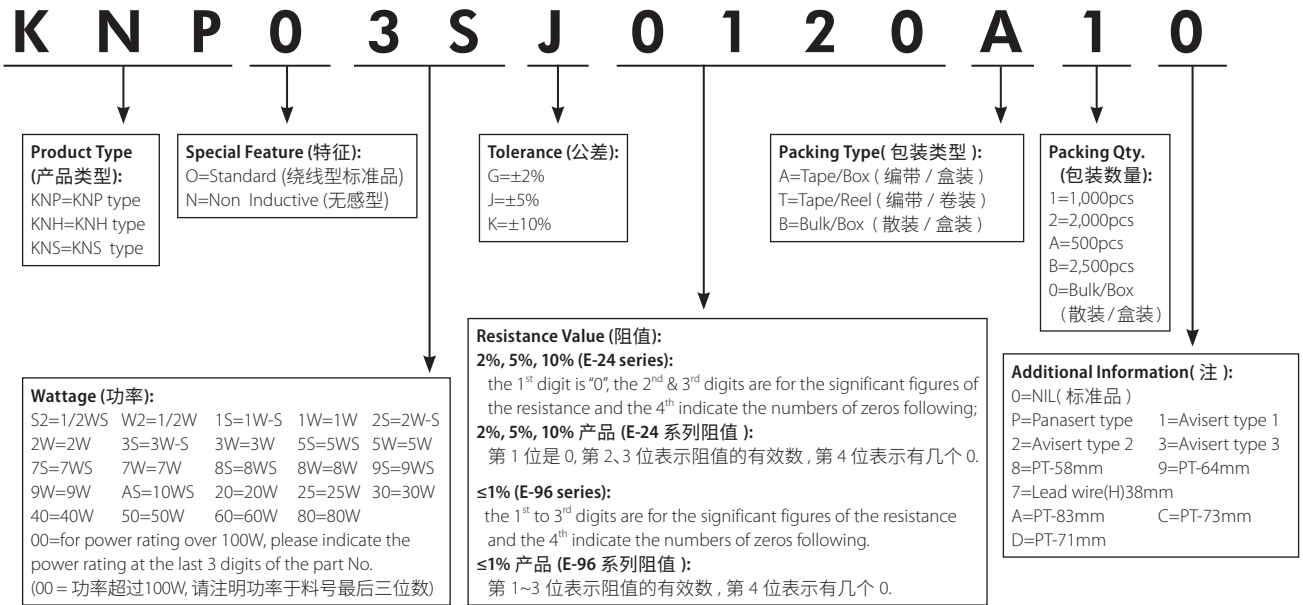 K N P 0 3 S J 0 1 2 0 A 1 0
Product Type
(产品类型):
KNP=KNP type
KNH=KNH type
KNS=KNS type
Special Feature (特征):
O=Standard (绕线型标准品)
N=Non Inductive (无感型)
Tolerance (公差):
G=±2%
J=±5%
K=±10%
Packing Type( 包装类型 ):
A=Tape/Box ( 编带 / 盒装 )
T=Tape/Reel ( 编带 / 卷装 )
B=Bulk/Box ( 散装 / 盒装 )
Packing Qty.
(包装数量):
1=1,000pcs
2=2,000pcs
A=500pcs
B=2,500pcs
0=Bulk/Box
(散装/盒装)
Wattage (功率):
S2=1/2WS W2=1/2W 1S=1W-S 1W=1W 2S=2W-S
2W=2W 3S=3W-S 3W=3W 5S=5WS 5W=5W
7S=7WS 7W=7W 8S=8WS 8W=8W 9S=9WS
9W=9W AS=10WS 20=20W 25=25W 30=30W
40=40W 50=50W 60=60W 80=80W
00=for power rating over 100W, please indicate the
power rating at the last 3 digits of the part No.
(00 = 功率超过100W, 请注明功率于料号最后三位数)
Resistance Value (阻值):
2%, 5%, 10% (E-24 series):
the 1st digit is “0”, the 2nd & 3rd digits are for the significant figures of
the resistance and the 4th indicate the numbers of zeros following;
2%, 5%, 10% 产品 (E-24 系列阻值 ):
第 1 位是 0, 第 2、3 位表示阻值的有效数 , 第 4 位表示有几个 0.
≤1% (E-96 series):
the 1st to 3rd digits are for the significant figures of the resistance
and the 4th indicate the numbers of zeros following.
≤1% 产品 (E-96 系列阻值 ):
第 1~3 位表示阻值的有效数 , 第 4 位表示有几个 0.
Additional Information( 注 ):
0=NIL( 标准品 )
P=Panasert type 1=Avisert type 1
2=Avisert type 2 3=Avisert type 3
8=PT-58mm 9=PT-64mm
7=Lead wire(H)38mm
A=PT-83mm C=PT-73mm
D=PT-71mm